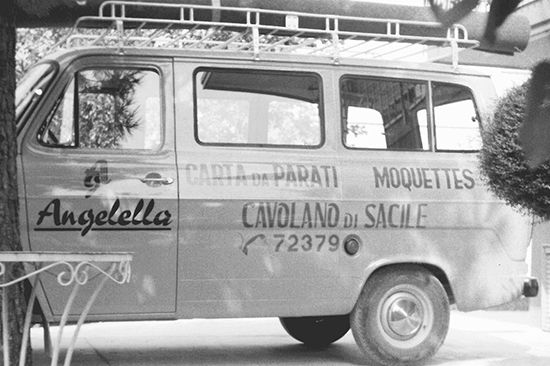 Angelella
CARTA DA PARATI MOQUETTES
CAVOLANO DI SACILE
72379